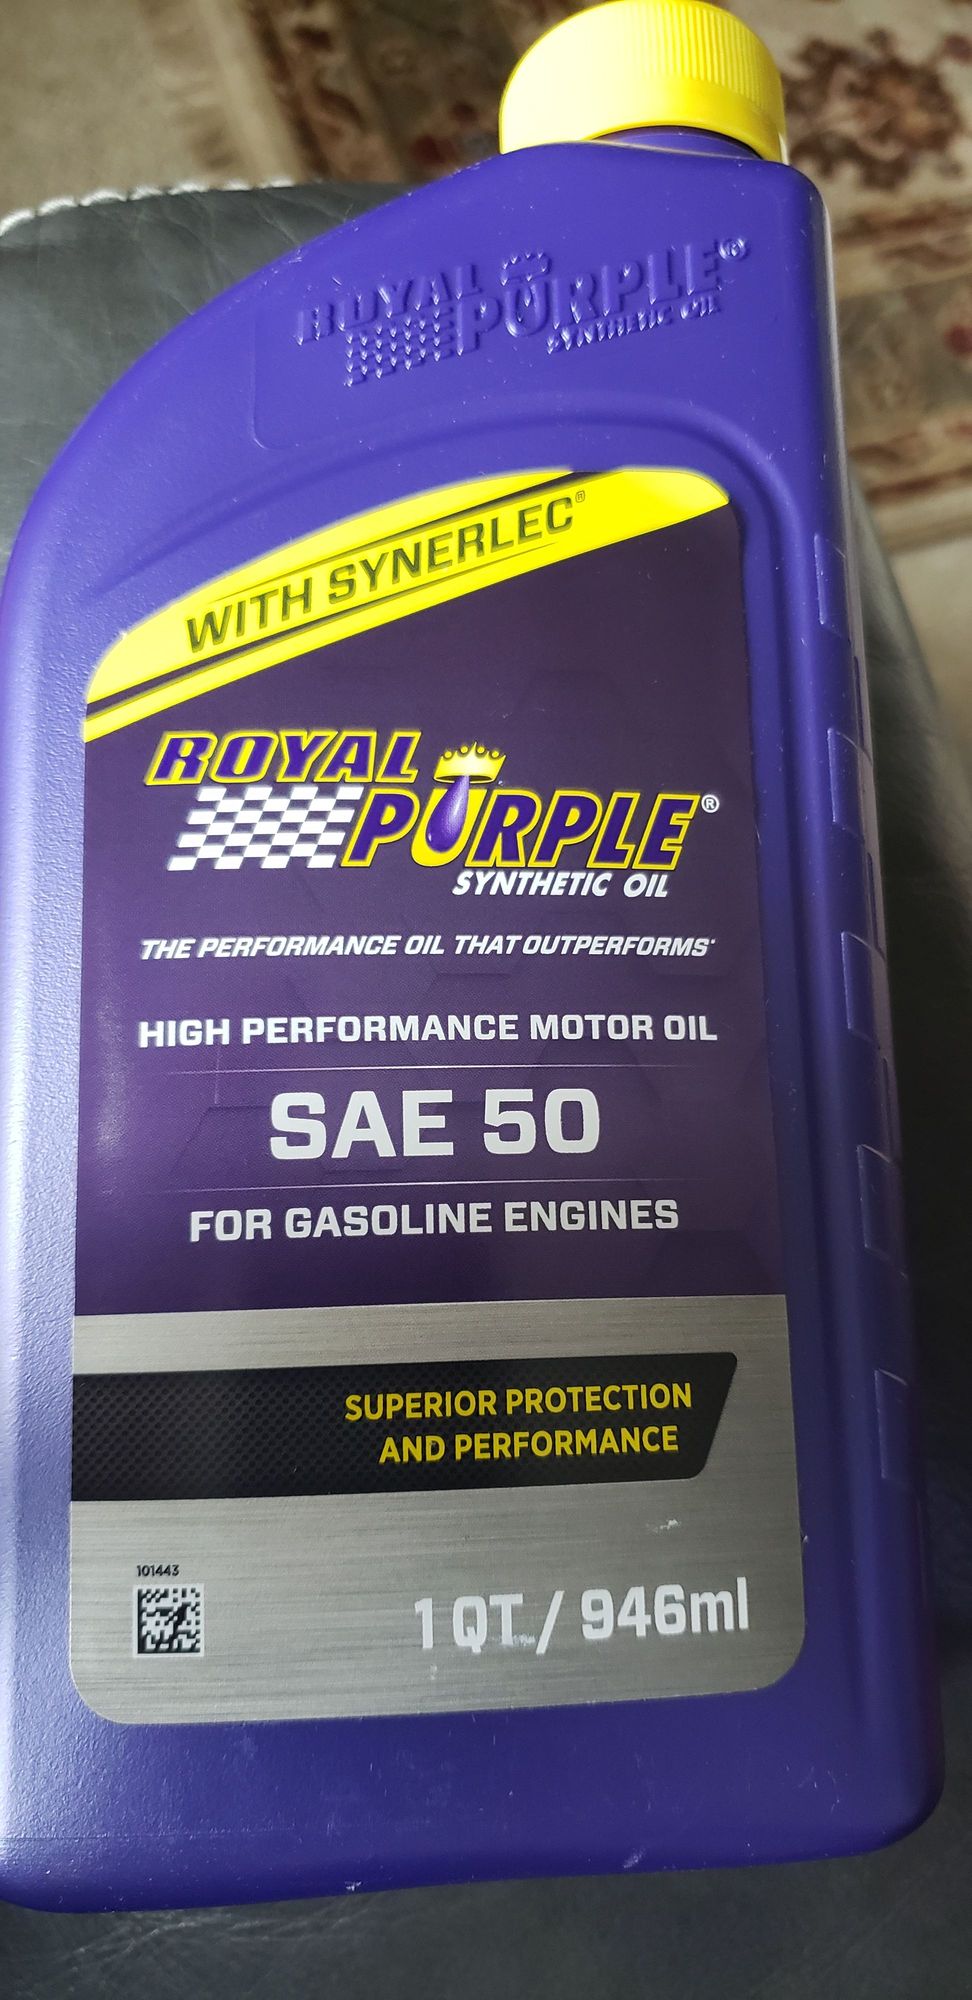 ROYAL
PURPLE®
SYNTHETIC OIL
WITH SYNERLEC®
ROYAL
PURPLE®
SYNTHETIC OIL
THE PERFORMANCE OIL THAT OUTPERFORMS
HIGH PERFORMANCE MOTOR OIL
SAE 50
FOR GASOLINE ENGINES
SUPERIOR PROTECTION
AND PERFORMANCE
101443
1 QT / 946ml